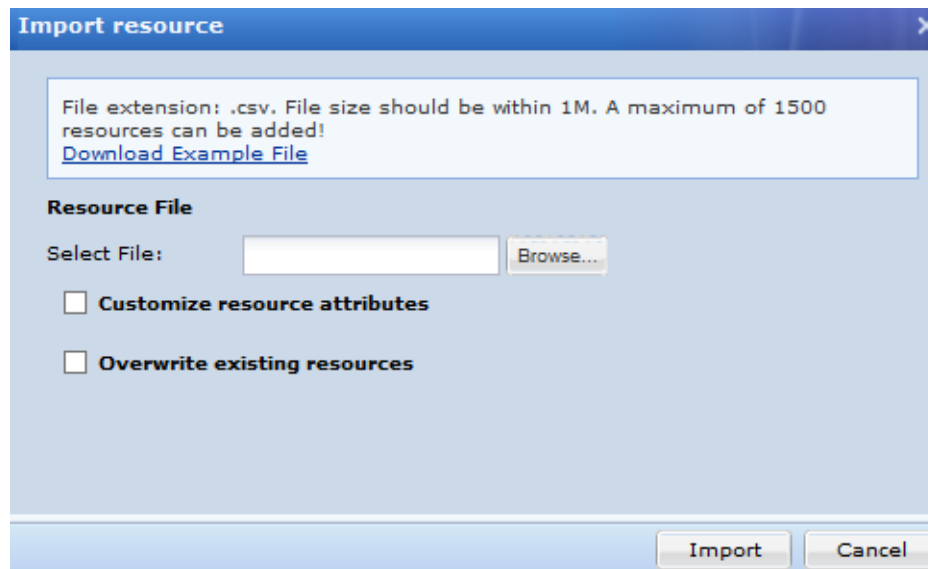 Import resource
File extension: .csv. File size should be within 1M. A maximum of 1500
resources can be added!
Download Example File
Resource File
Select File:
Browse...
Customize resource attributes
Overwrite existing resources
Import
Cancel